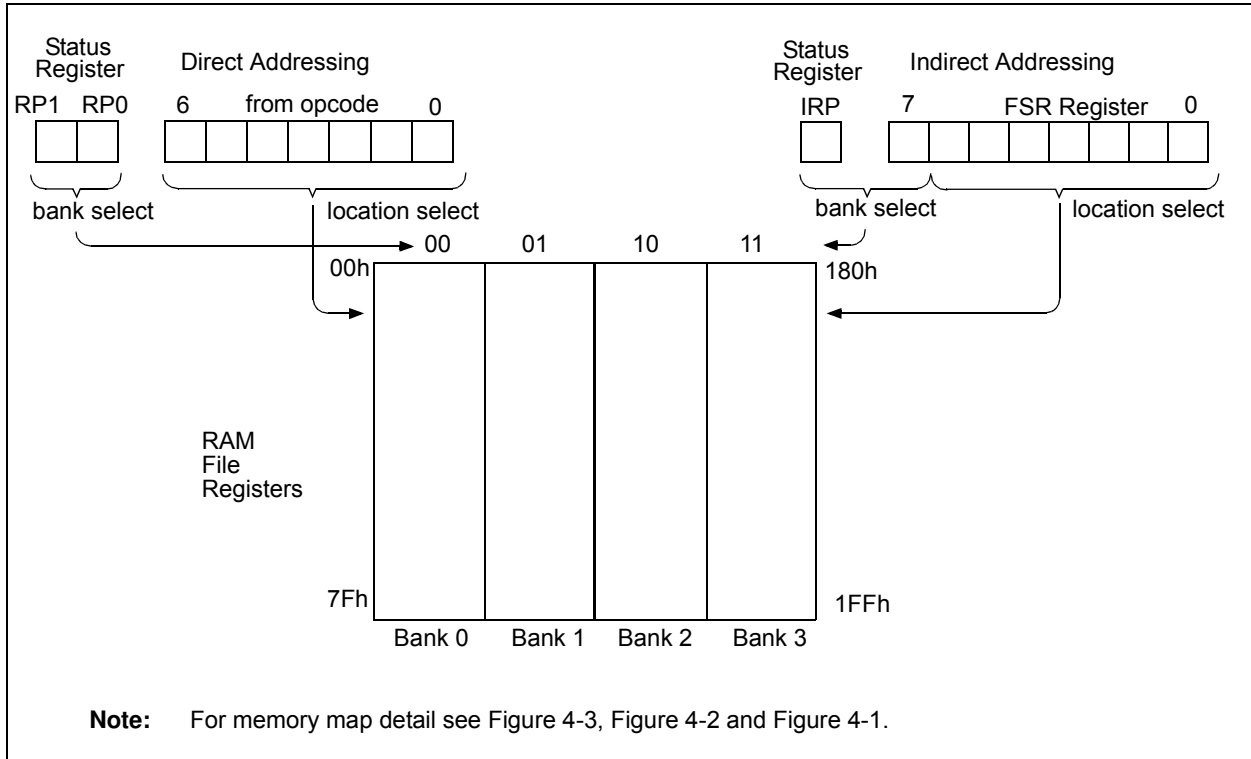 Status
Register
Direct Addressing
RP1 RP0
6 from opcode 0
bank select
location select
Status
Register
Indirect Addressing
IRP
7 FSR Register 0
bank select
location select
00 01 10 11
00h
180h
RAM
File
Registers
7Fh
1FFh
Bank 0 Bank 1 Bank 2 Bank 3
Note: For memory map detail see Figure 4-3, Figure 4-2 and Figure 4-1.